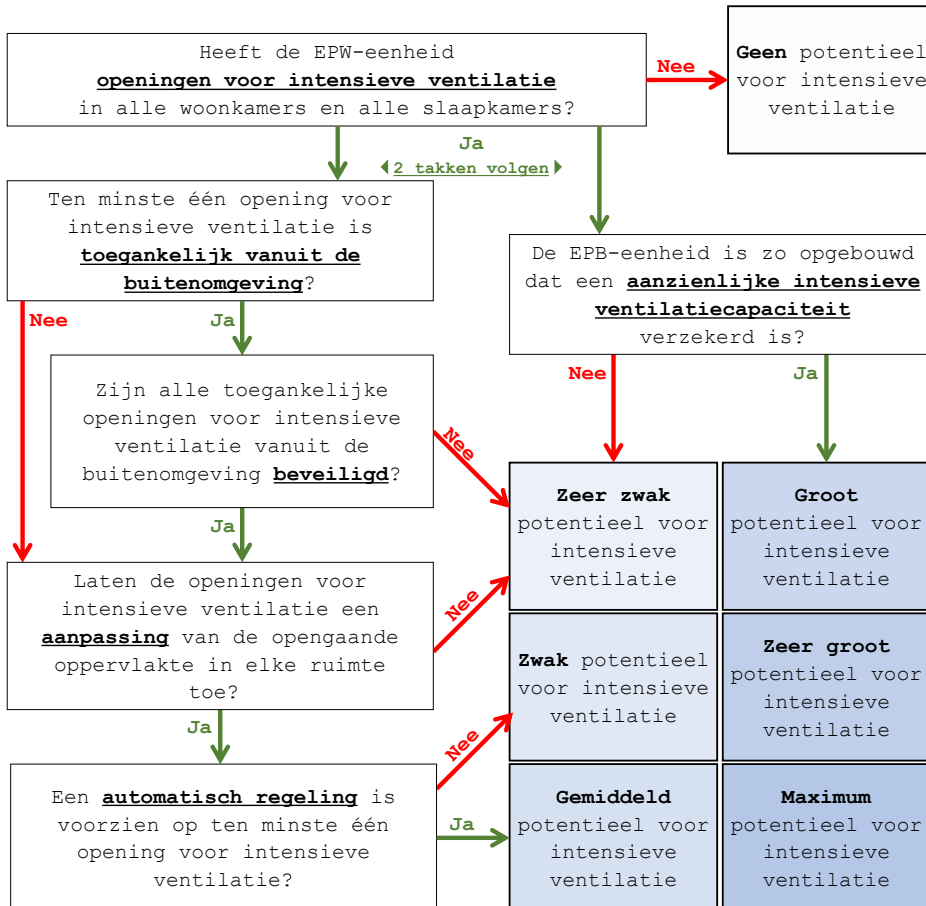 Heeft de EPW-eenheid
openingen voor intensieve ventilatie
in alle woonkamers en alle slaapkamers?
Nee
Geen potentieel
voor intensieve
ventilatie
Ja
2 takken volgen
Ten minste één opening voor
intensieve ventilatie is
toegankelijk vanuit de
buitenomgeving?
De EPB-eenheid is zo opgebouwd
dat een aanzienlijke intensieve
ventilatiecapaciteit
verzekerd is?
Nee
Ja
Nee
Ja
Zijn alle toegankelijke
openingen voor intensieve
ventilatie vanuit de
buitenomgeving beveiligd?
Nee
Ja
Zeer zwak
potentieel voor
intensieve
ventilatie
Groot
potentieel voor
intensieve
ventilatie
Laten de openingen voor
intensieve ventilatie een
aanpassing van de opengaande
oppervlakte in elke ruimte
toe?
Nee
Ja
Zwak potentieel
voor intensieve
ventilatie
Zeer groot
potentieel voor
intensieve
ventilatie
Een automatisch regeling is
voorzien op ten minste één
opening voor intensieve
ventilatie?
Nee
Ja
Gemiddeld
potentieel voor
intensieve
ventilatie
Maximum
potentieel voor
intensieve
ventilatie